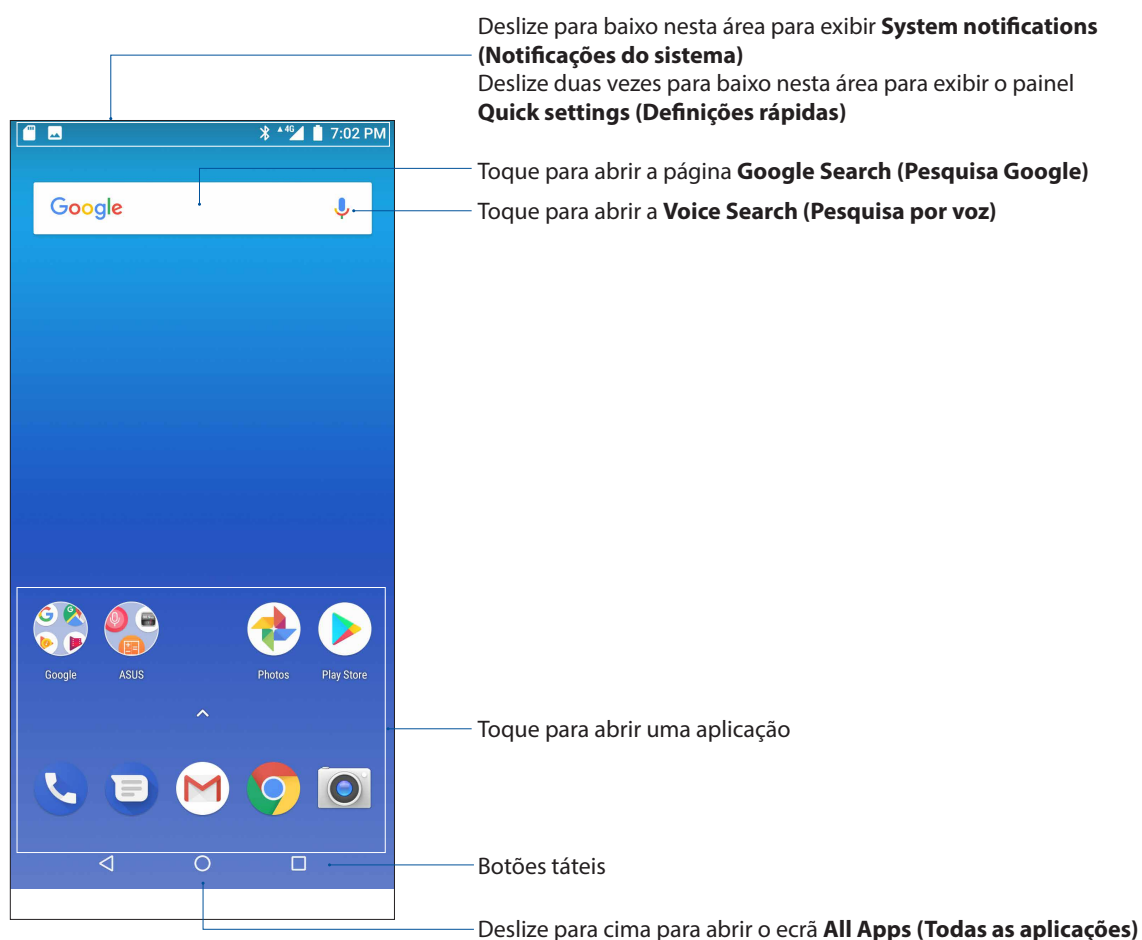 Deslize para baixo nesta área para exibir System notifications
(Notificações do sistema)
Deslize duas vezes para baixo nesta área para exibir o painel
Quick settings (Definições rápidas)
4G 7:02 PM
Toque para abrir a página Google Search (Pesquisa Google)
Google
Toque para abrir a Voice Search (Pesquisa por voz)
Google ASUS Photos Play Store
Toque para abrir uma aplicação
Botões táteis
Deslize para cima para abrir o ecrã All Apps (Todas as aplicações)